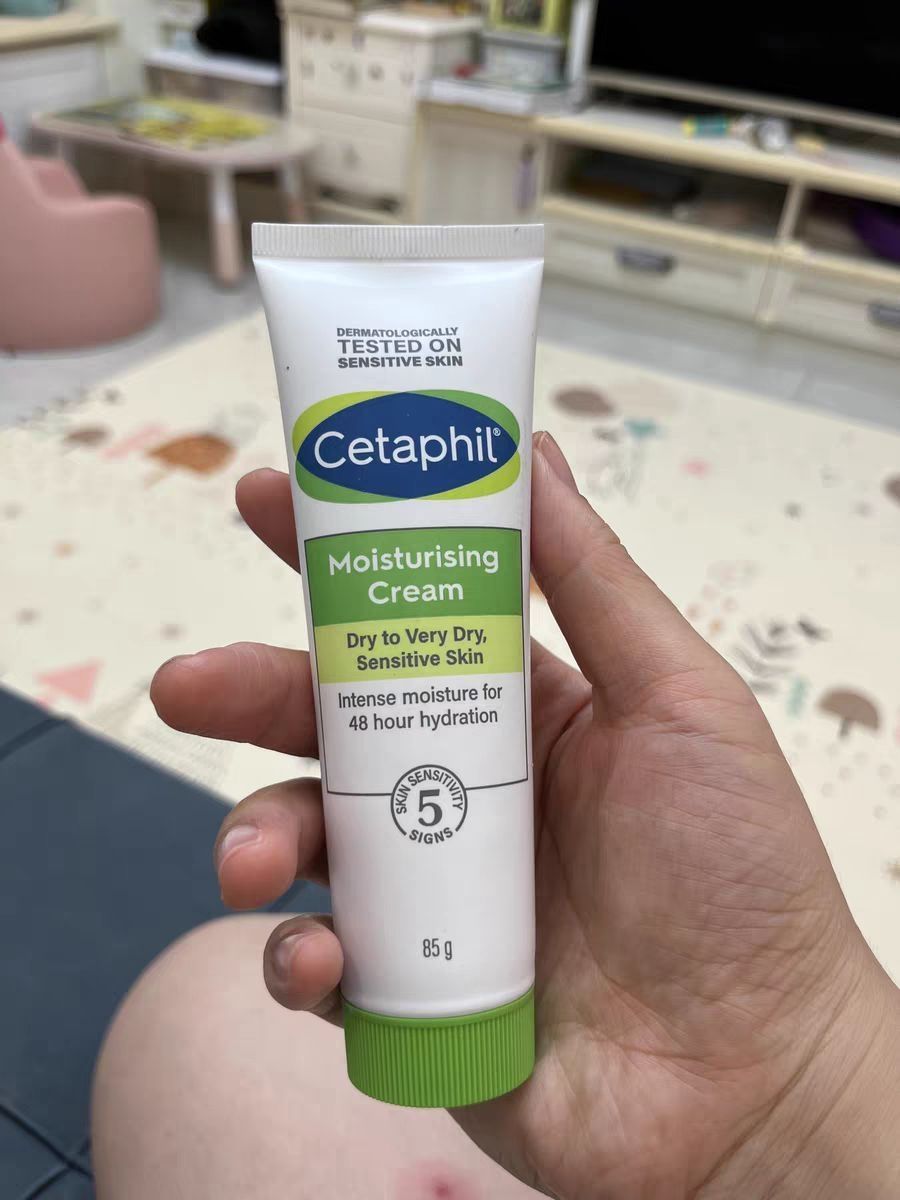 DERMATOLOGICALLY
TESTED ON
SENSITIVE SKIN
Cetaphil®
Moisturising
Cream
Dry to Very Dry,
Sensitive Skin
Intense moisture for
48 hour hydration
SKIN SENSITIVITY
5
SIGNS
85 g